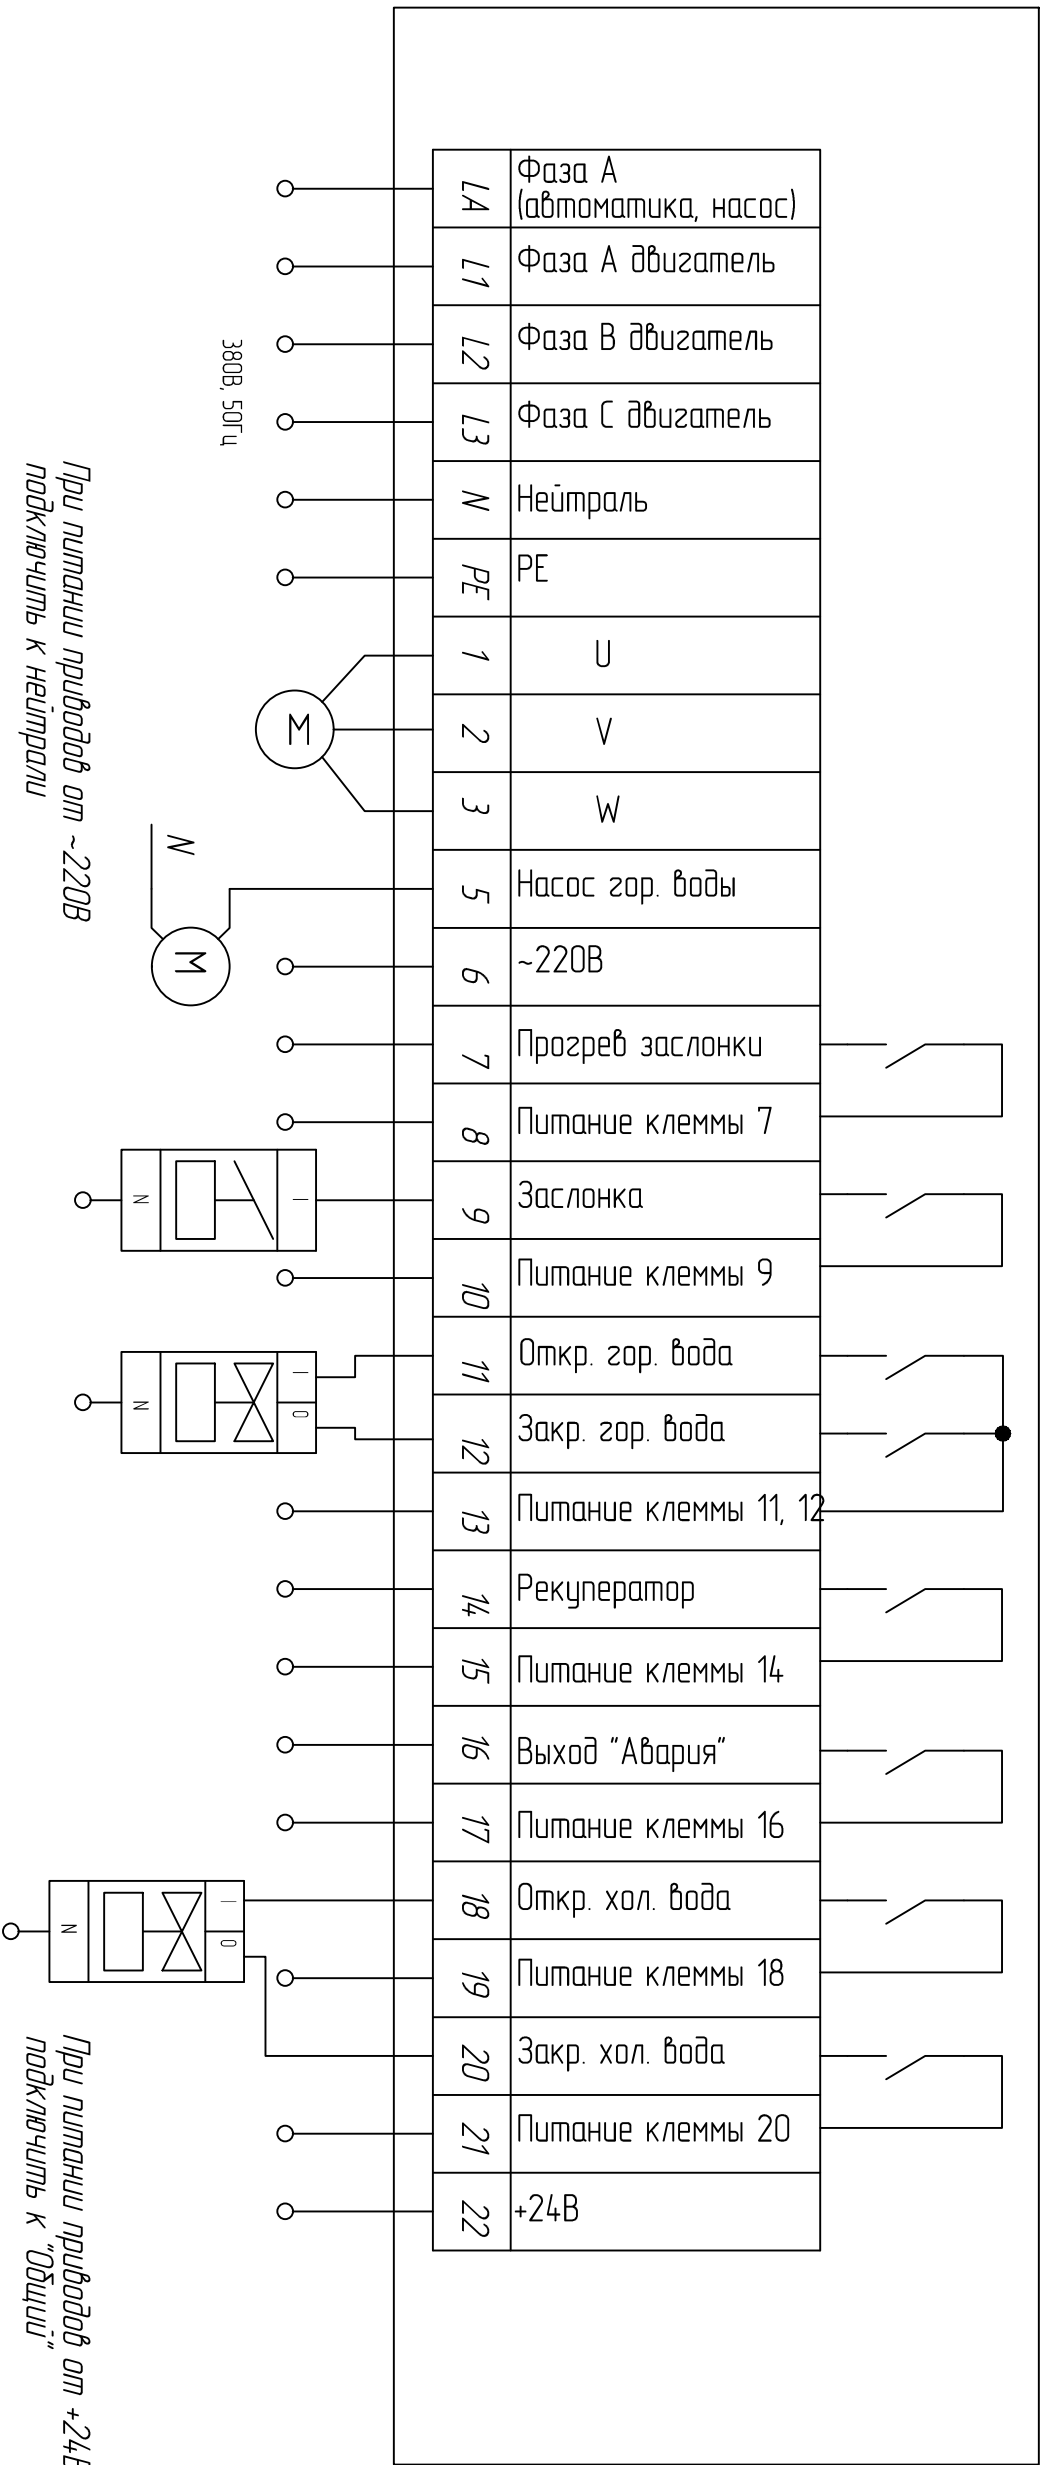 LA
Фаза А
(автоматика, насос)
L1
Фаза А двигатель
L2
Фаза В двигатель
L3
Фаза С двигатель
N
Нейтраль
PE
PE
1
U
2
V
3
W
5
Насос гор. воды
6
~220В
7
Прогрев заслонки
8
Питание клеммы 7
9
Заслонка
10
Питание клеммы 9
11
Откр. гор. вода
12
Закр. гор. вода
13
Питание клеммы 11, 12
14
Рекуператор
15
Питание клеммы 14
16
Выход "Авария"
17
Питание клеммы 16
18
Откр. хол. вода
19
Питание клеммы 18
20
Закр. хол. вода
21
Питание клеммы 20
22
+24В
380В, 50Гц
M
N
M
I
N
I
O
N
I
O
N
При питании приводов от ~220В
подключить к нейтрали
При питании приводов от +24В
подключить к "Общий"